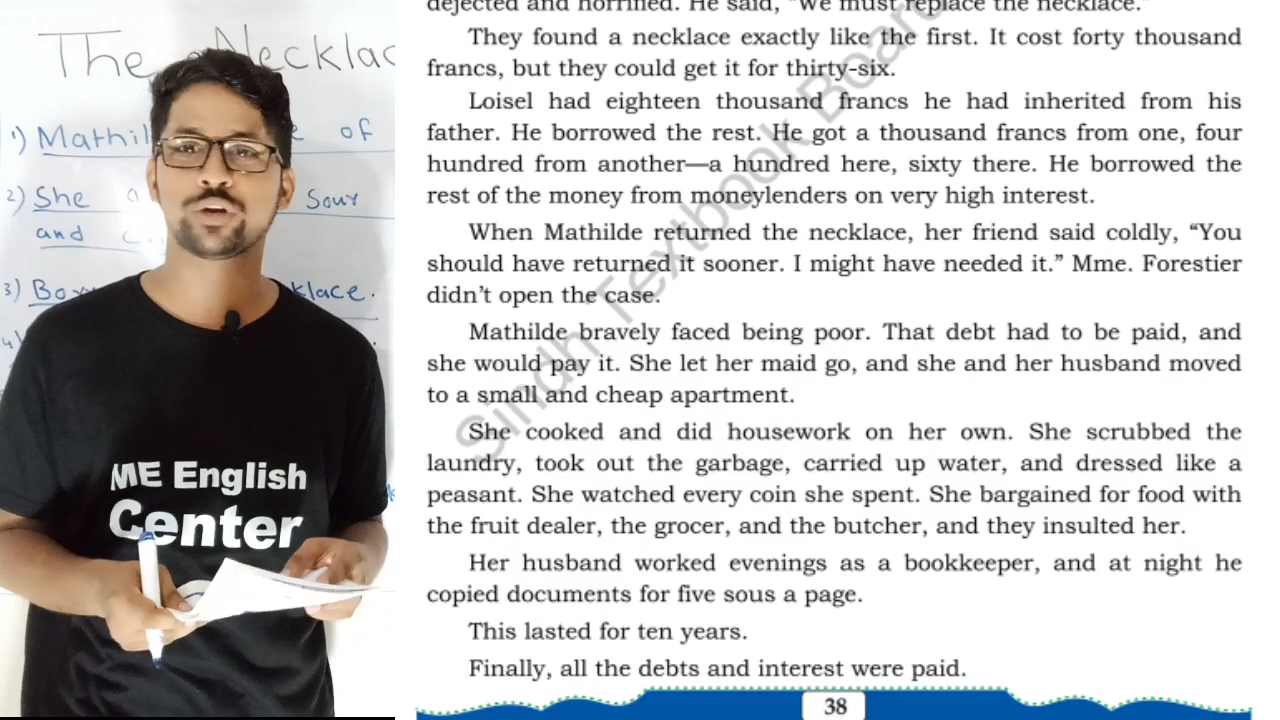 The Necklac
1) Mathil e of
2) She a Sour
and C
3) Bo klace.
ME English
Center
dejected and horrified. He said, “We must replace the necklace.”
They found a necklace exactly like the first. It cost forty thousand
francs, but they could get it for thirty-six.
Loisel had eighteen thousand francs he had inherited from his
father. He borrowed the rest. He got a thousand francs from one, four
hundred from another—a hundred here, sixty there. He borrowed the
rest of the money from moneylenders on very high interest.
When Mathilde returned the necklace, her friend said coldly, “You
should have returned it sooner. I might have needed it.” Mme. Forestier
didn’t open the case.
Mathilde bravely faced being poor. That debt had to be paid, and
she would pay it. She let her maid go, and she and her husband moved
to a small and cheap apartment.
She cooked and did housework on her own. She scrubbed the
laundry, took out the garbage, carried up water, and dressed like a
peasant. She watched every coin she spent. She bargained for food with
the fruit dealer, the grocer, and the butcher, and they insulted her.
Her husband worked evenings as a bookkeeper, and at night he
copied documents for five sous a page.
This lasted for ten years.
Finally, all the debts and interest were paid.
38
Sindh Textbook Board